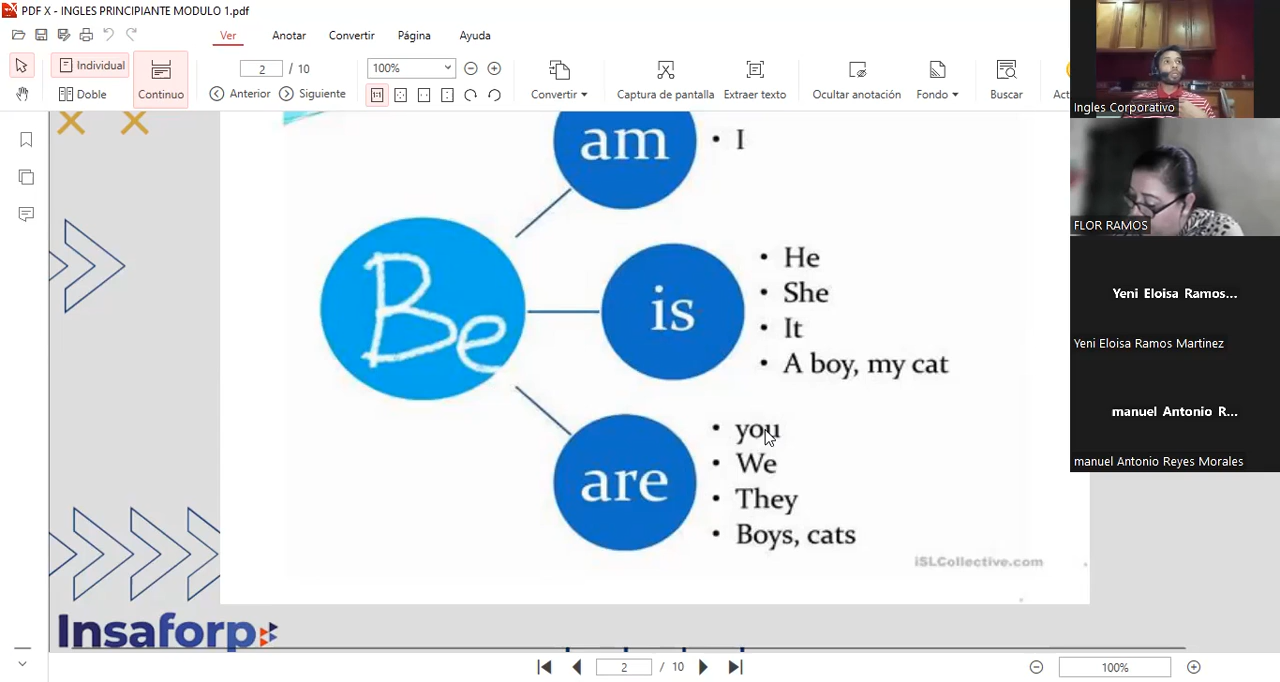 PDF X - INGLES PRINCIPIANTE MODULO 1.pdf
Ver Anotar Convertir Página Ayuda
Individual
Doble
Continuo
2 / 10
Anterior Siguiente
100%
Convertir
Captura de pantalla
Extraer texto
Ocultar anotación
Fondo
Buscar
Ingles Corporativo
FLOR RAMOS
Yeni Eloisa Ramos...
Yeni Eloisa Ramos Martinez
manuel Antonio R...
manuel Antonio Reyes Morales
am
• I
Be
is
• He
• She
• It
• A boy, my cat
are
• you
• We
• They
• Boys, cats
iSLCollective.com
Insaforp
2 / 10
100%